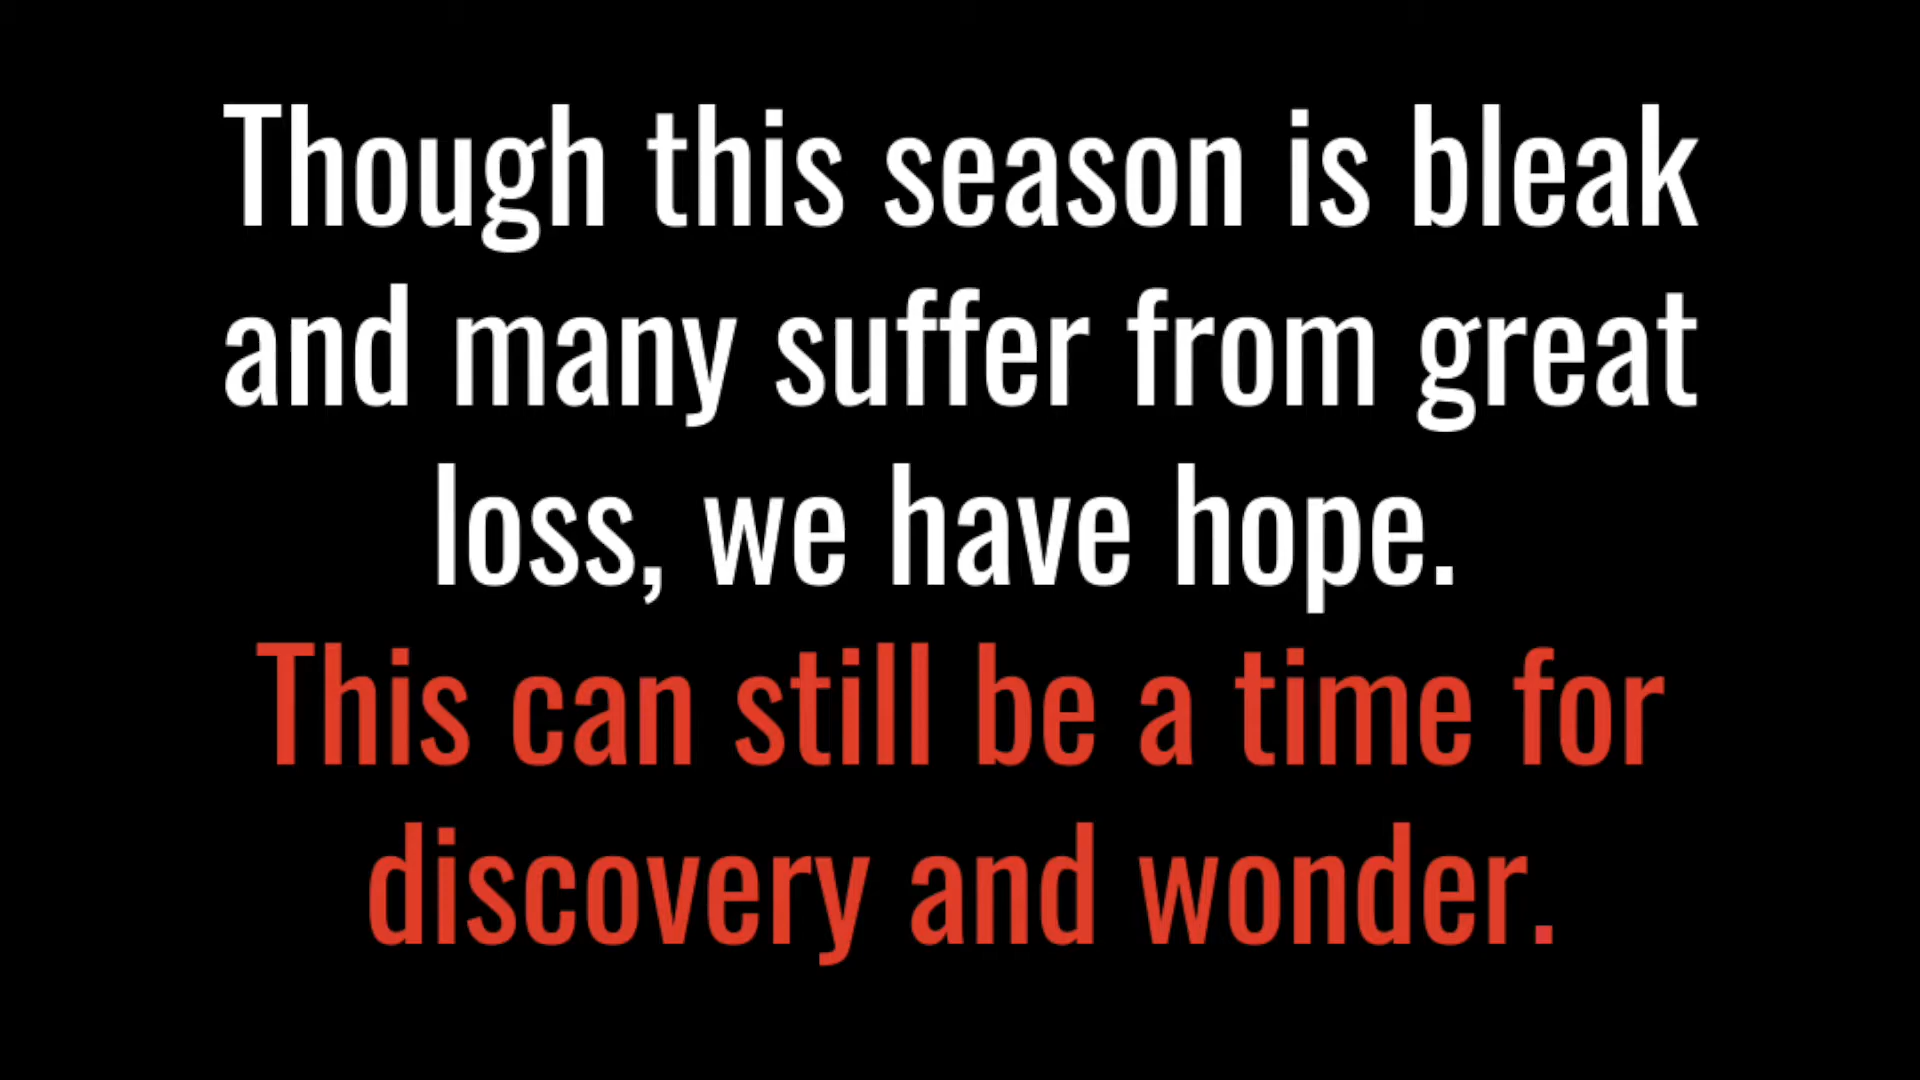 Though this season is bleak
and many suffer from great
loss, we have hope.
This can still be a time for
discovery and wonder.